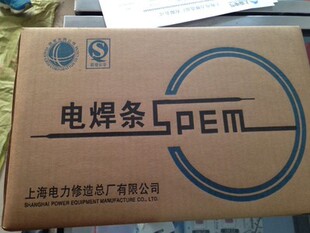 电焊条 SPEM
上海电力修造总厂有限公司
SHANGHAI POWER EQUIPMENT MANUFACTURE CO., LTD.